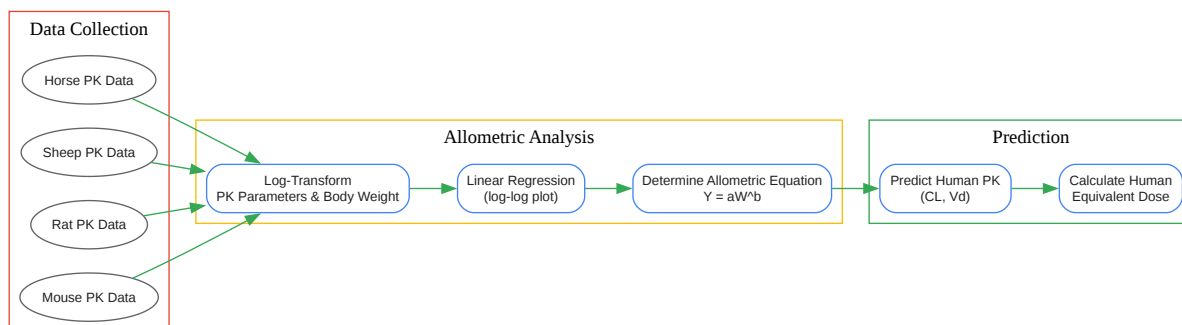 Data Collection
Horse PK Data
Sheep PK Data
Rat PK Data
Mouse PK Data
Allometric Analysis
Log-Transform
PK Parameters & Body Weight
Linear Regression
(log-log plot)
Determine Allometric Equation
Y = aW^b
Prediction
Predict Human PK
(CL, Vd)
Calculate Human
Equivalent Dose